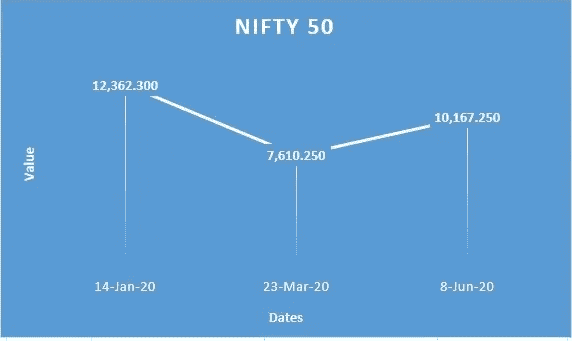 NIFTY 50
12,362.300
10,167.250
7,610.250
Value
14-Jan-20 23-Mar-20 8-Jun-20
Dates